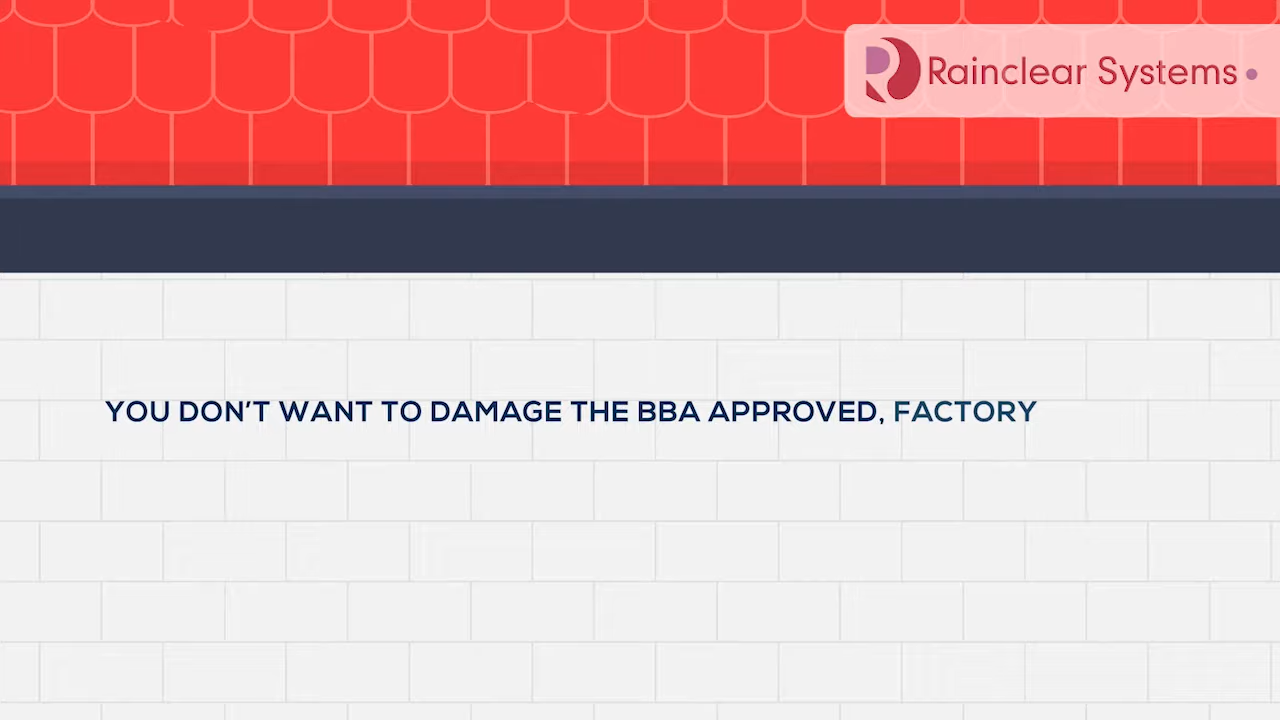 Rainclear Systems
YOU DON'T WANT TO DAMAGE THE BBA APPROVED, FACTORY